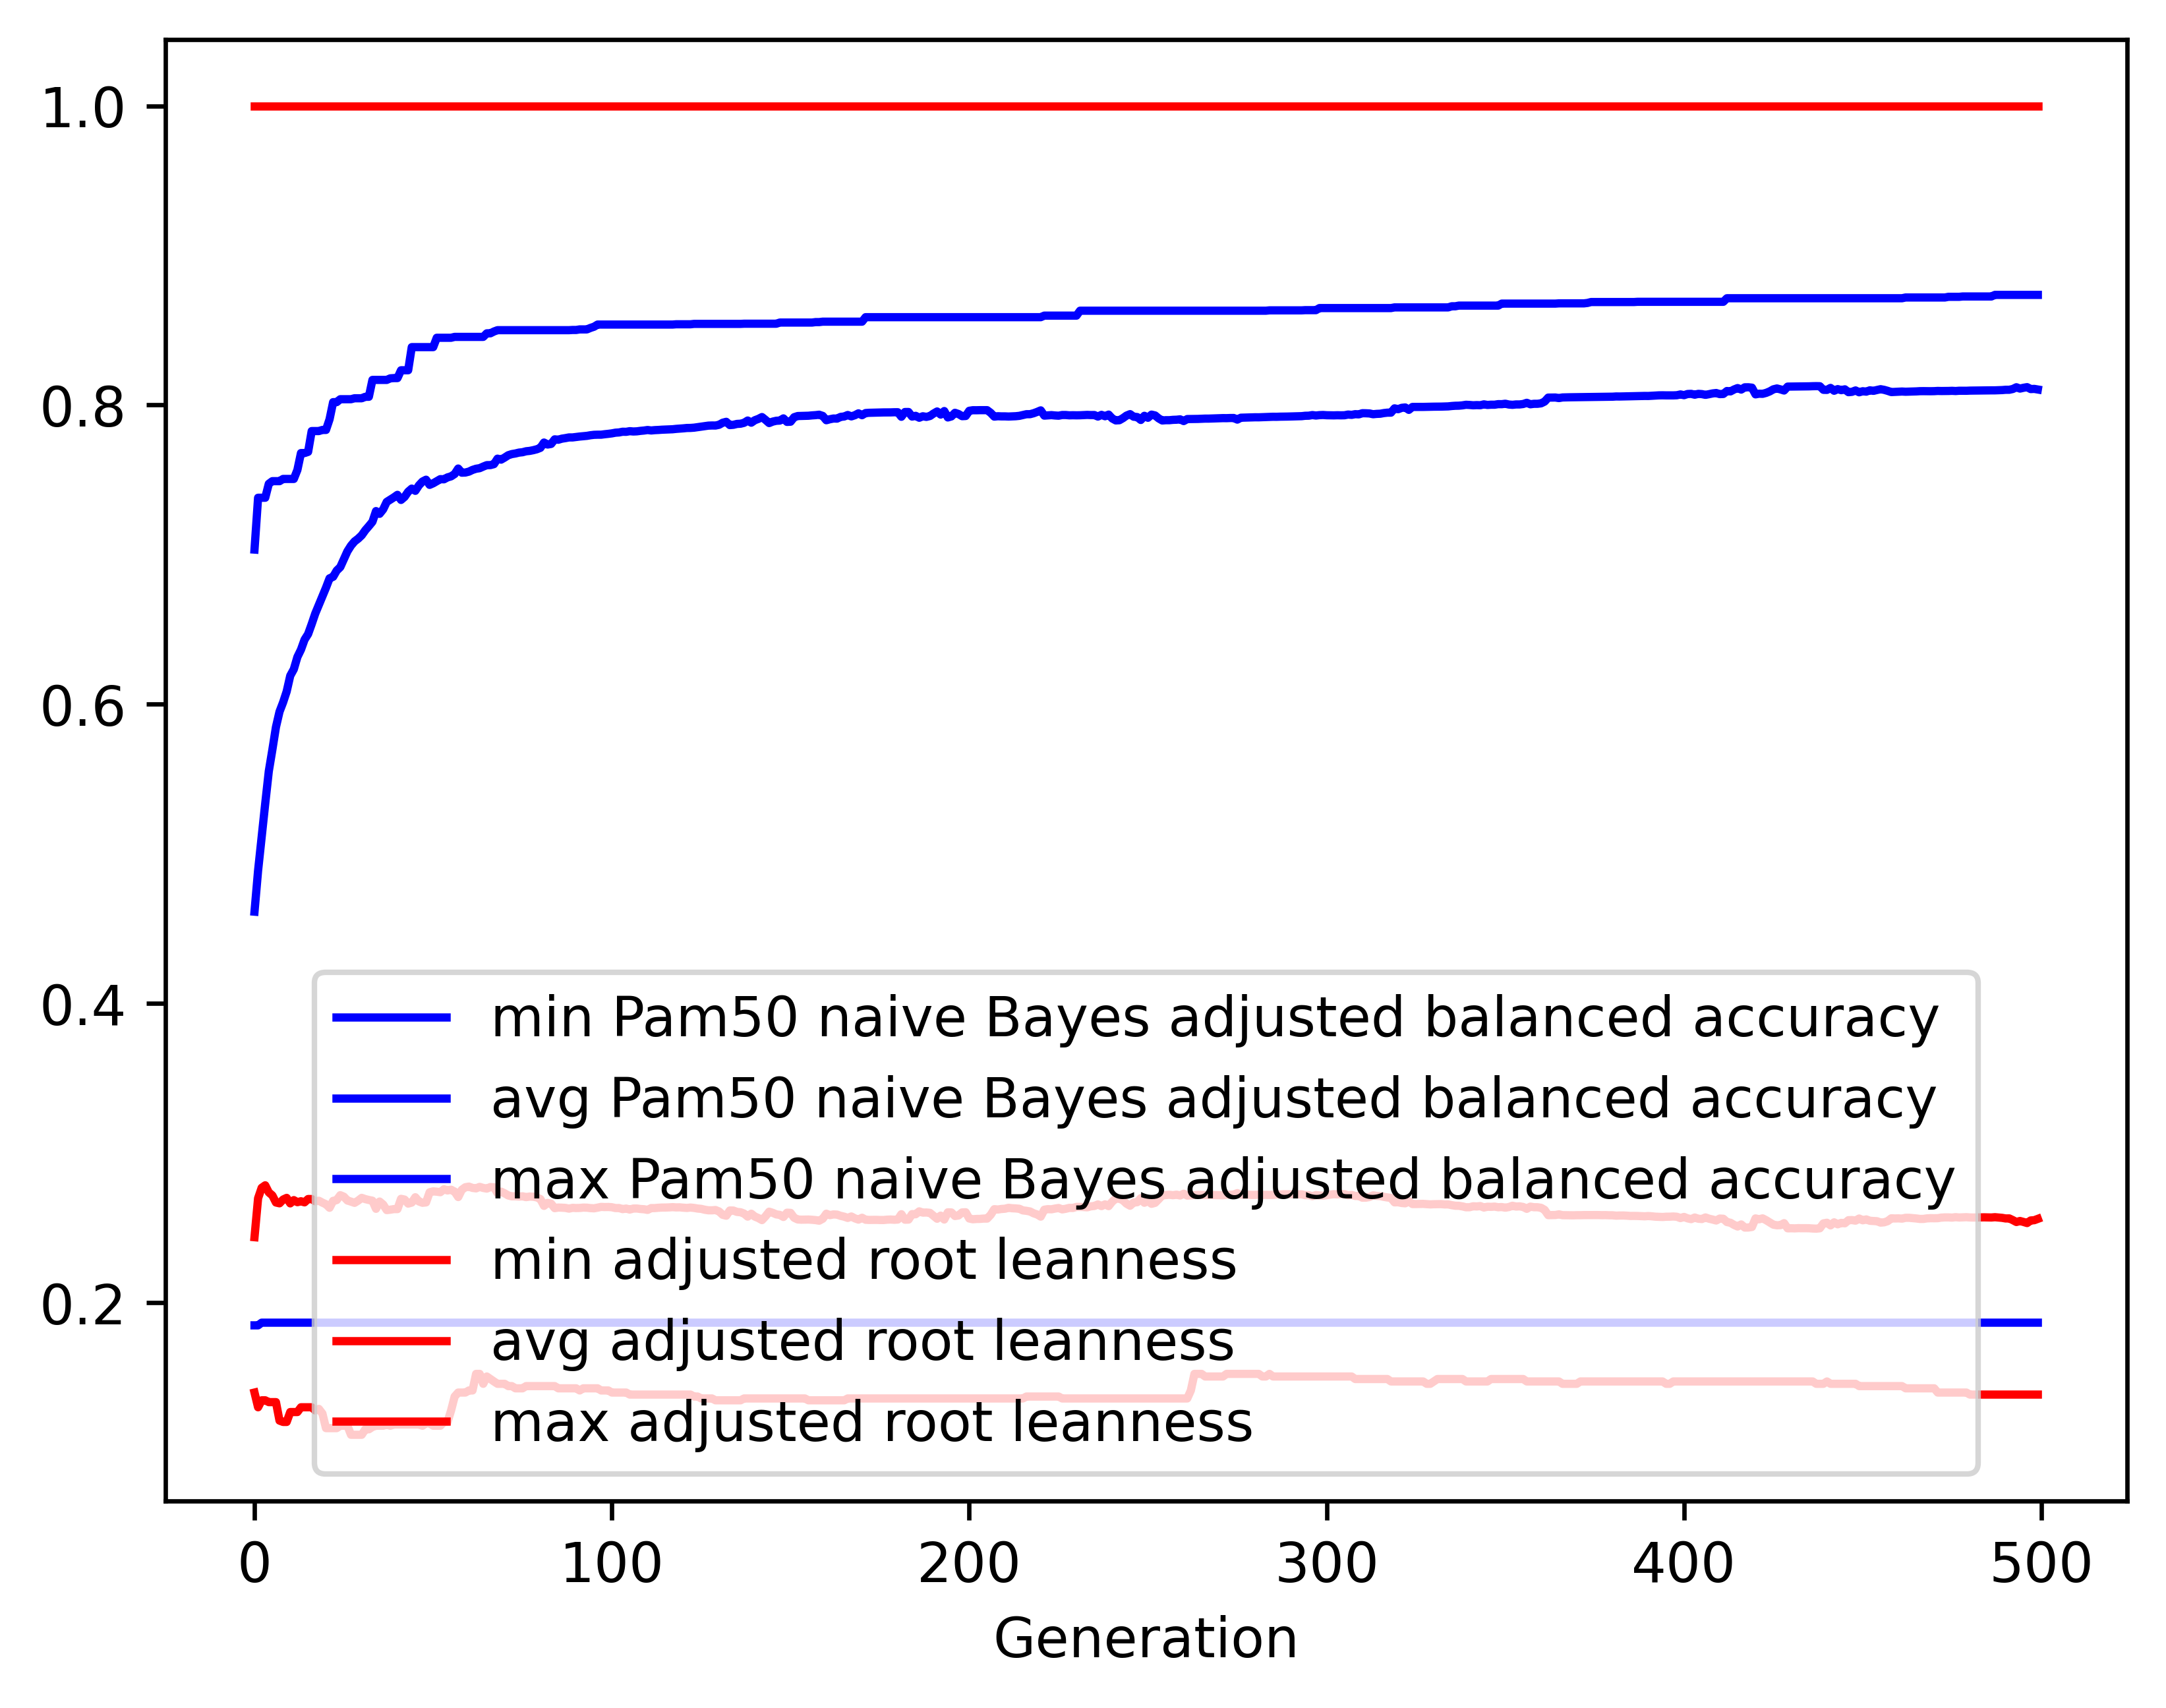 1.0
0.8
0.6
0.4
0.2
min Pam50 naive Bayes adjusted balanced accuracy
avg Pam50 naive Bayes adjusted balanced accuracy
max Pam50 naive Bayes adjusted balanced accuracy
min adjusted root leanness
avg adjusted root leanness
max adjusted root leanness
0 100 200 300 400 500
Generation